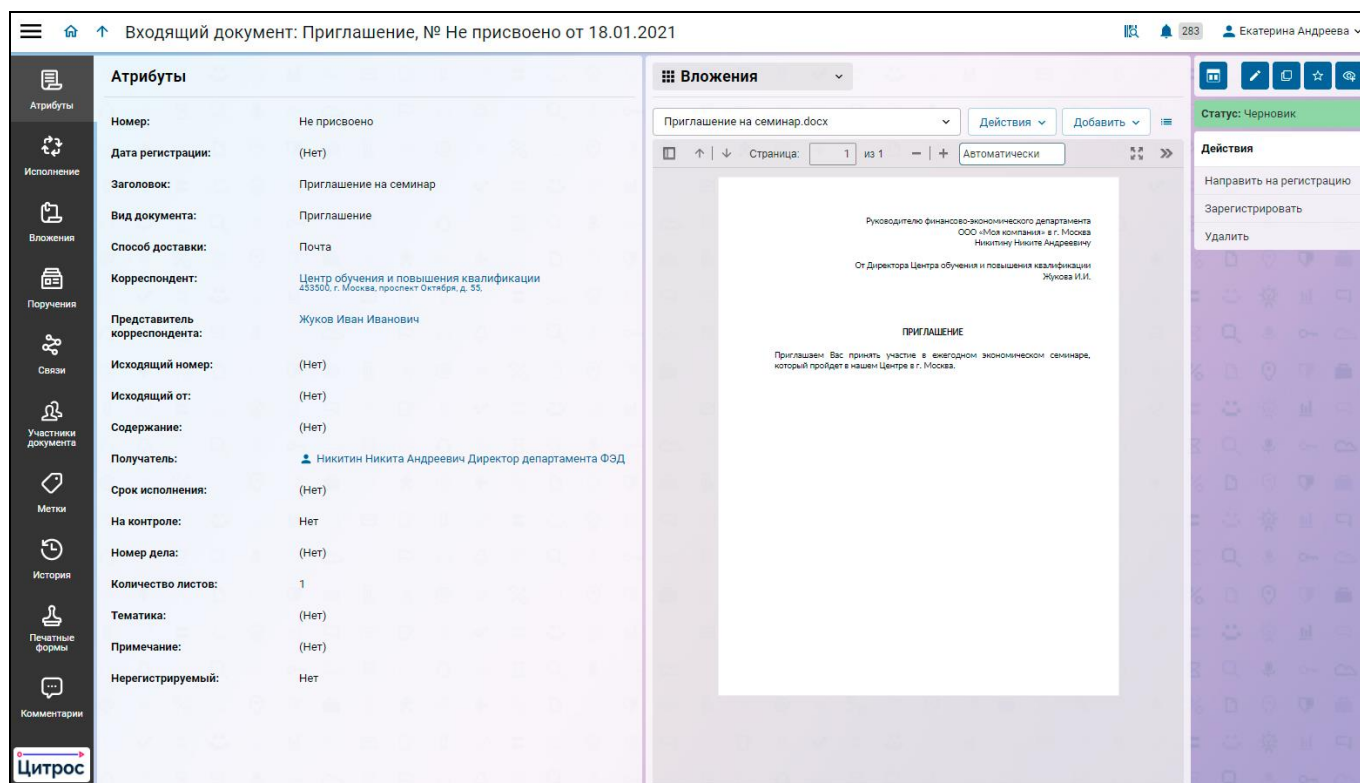 Входящий документ: Приглашение, № Не присвоено от 18.01.2021
283
Екатерина Андреева
Атрибуты
Исполнение
Вложения
Поручения
Связи
Участники
документа
Метки
История
Печатные
формы
Комментарии
Цитрос
Атрибуты
Номер: Не присвоено
Дата регистрации: (Нет)
Заголовок: Приглашение на семинар
Вид документа: Приглашение
Способ доставки: Почта
Корреспондент: Центр обучения и повышения квалификации
453500, г. Москва, проспект Октября, д. 55,
Представитель
корреспондента: Жуков Иван Иванович
Исходящий номер: (Нет)
Исходящий от: (Нет)
Содержание: (Нет)
Получатель: Никитин Никита Андреевич Директор департамента ФЭД
Срок исполнения: (Нет)
На контроле: Нет
Номер дела: (Нет)
Количество листов: 1
Тематика: (Нет)
Примечание: (Нет)
Нерегистрируемый: Нет
Вложения
Приглашение на семинар.docx Действия Добавить
Страница: 1 из 1 Автоматически
Руководителю финансово-экономического департамента
ООО «Моя компания» в г. Москва
Никитину Никите Андреевичу
От Директора Центра обучения и повышения квалификации
Жукова И.И.
ПРИГЛАШЕНИЕ
Приглашаем Вас принять участие в ежегодном экономическом семинаре,
который пройдет в нашем Центре в г. Москва.
Статус: Черновик
Действия
Направить на регистрацию
Зарегистрировать
Удалить